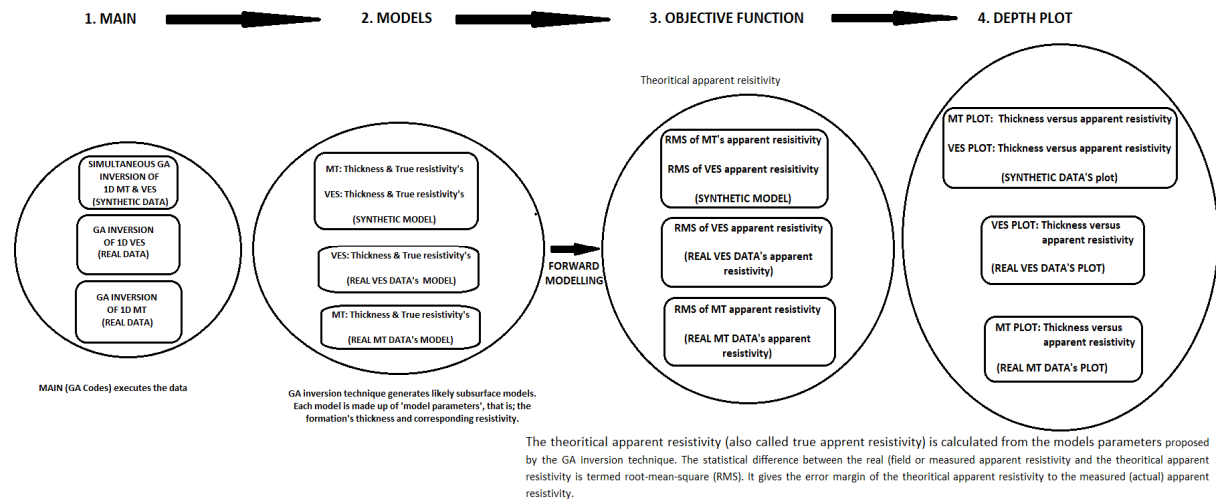 1. MAIN
2. MODELS
3. OBJECTIVE FUNCTION
4. DEPTH PLOT
SIMULTANEOUS GA
INVERSION OF
1D MT & VES
(SYNTHETIC DATA)
GA INVERSION
OF 1D VES
(REAL DATA)
GA INVERSION
OF 1D MT
(REAL DATA)
MAIN (GA Codes) executes the data
MT: Thickness & True resistivity's
VES: Thickness & True resistivity's
(SYNTHETIC MODEL)
VES: Thickness & True resistivity's
(REAL VES DATA's MODEL)
MT: Thickness & True resistivity's
(REAL MT DATA's MODEL)
GA inversion technique generates likely subsurface models.
Each model is made up of 'model parameters', that is; the
formation's thickness and corresponding resistivity.
FORWARD
MODELLING
Theoritical apparent reisitivity
RMS of MT's apparent resistivity
RMS of VES apparent resistivity
(SYNTHETIC MODEL)
RMS of VES apparent
resistivity
(REAL VES DATA's apparent
resistivity)
RMS of MT apparent
resistivity
(REAL MT DATA's apparent
resistivity)
MT PLOT: Thickness versus apparent resistivity
VES PLOT: Thickness versus apparent resistivity
(SYNTHETIC DATA'S plot)
VES PLOT: Thickness versus
apparent resistivity
(REAL VES DATA'S PLOT)
MT PLOT: Thickness versus
apparent resistivity
(REAL MT DATA'S PLOT)
The theoritical apparent resistivity (also called true apprent resistivity) is calculated from the models parameters proposed
by the GA inversion technique. The statistical difference between the real (field or measured apparent resistivity and the theoritical apparent
resistivity is termed root-mean-square (RMS). It gives the error margin of the theoritical apparent resistivity to the measured (actual) apparent
resistivity.